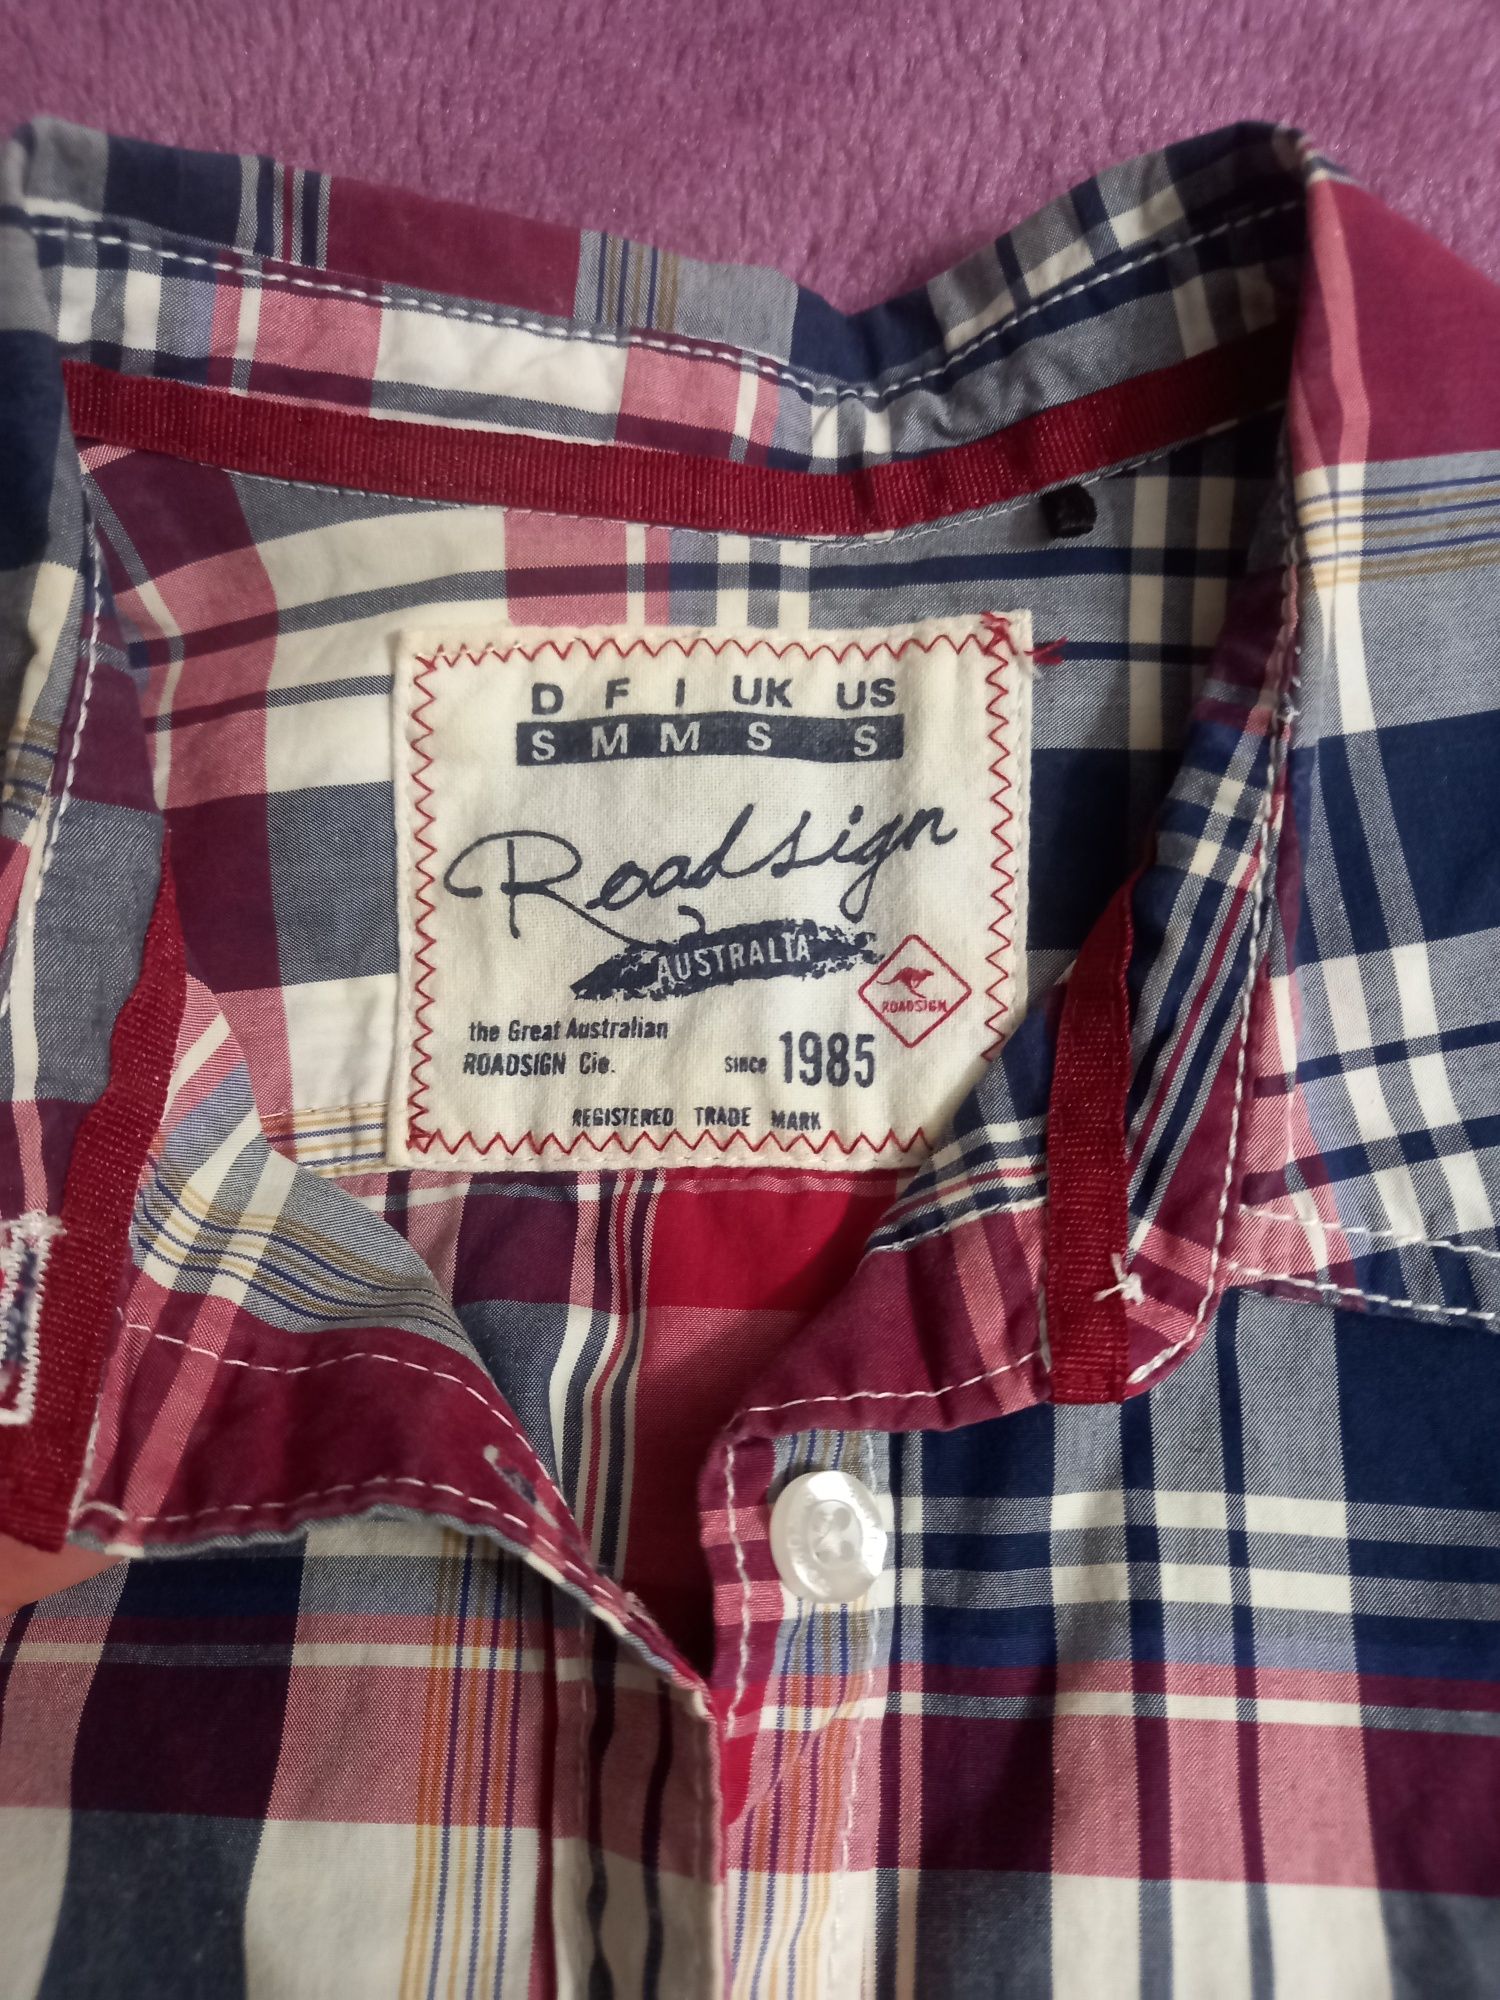 D F I UK US
S M M S S
Roadsign
AUSTRALIA
ROADSIGN
the Great Australian
ROADSIGN Cie.
since 1985
REGISTERED TRADE MARK